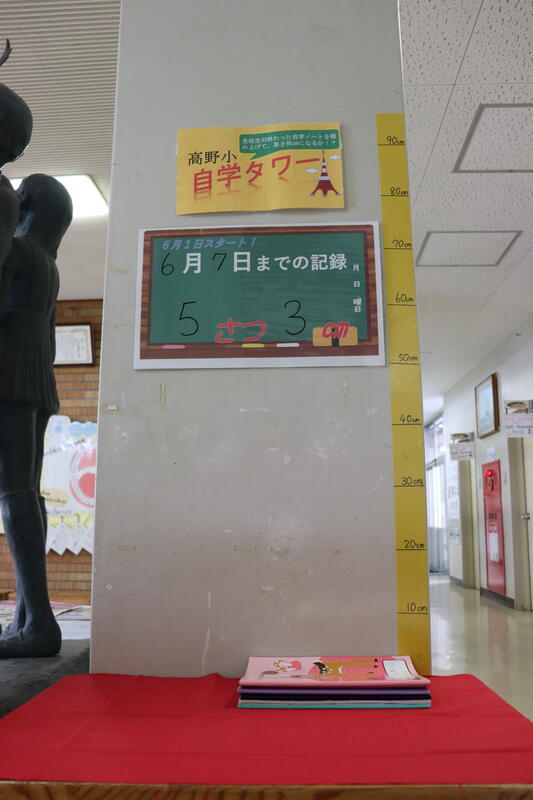 全校生の終わった自学ノートを積
み上げて、高さ何cmになるか！？
高野小
自学タワー
6月1日スタート！
6月7日までの記録
月
日
曜日
5さつ3cm
90cm
80cm
70cm
60cm
50cm
40cm
30cm
20cm
10cm